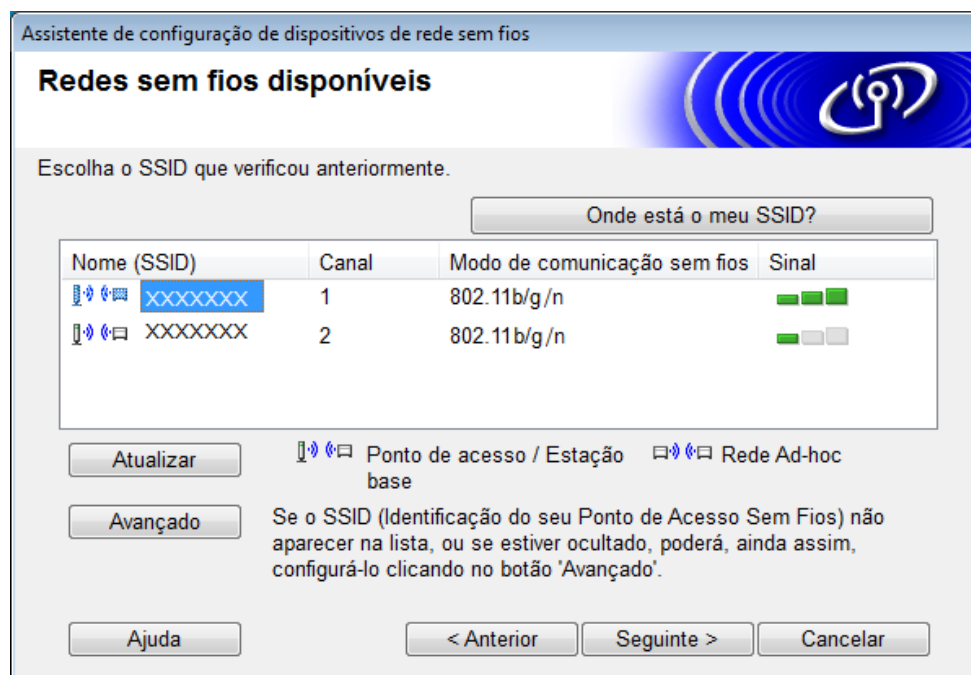 Assistente de configuração de dispositivos de rede sem fios
Redes sem fios disponíveis
Escolha o SSID que verificou anteriormente.
Onde está o meu SSID?
Nome (SSID) Canal Modo de comunicação sem fios Sinal
XXXXXXX 1 802.11b/g/n
XXXXXXX 2 802.11b/g/n
Atualizar
Ponto de acesso / Estação
base
Rede Ad-hoc
Avançado
Se o SSID (Identificação do seu Ponto de Acesso Sem Fios) não
aparecer na lista, ou se estiver ocultado, poderá, ainda assim,
configurá-lo clicando no botão 'Avançado'.
Ajuda
< Anterior
Seguinte >
Cancelar